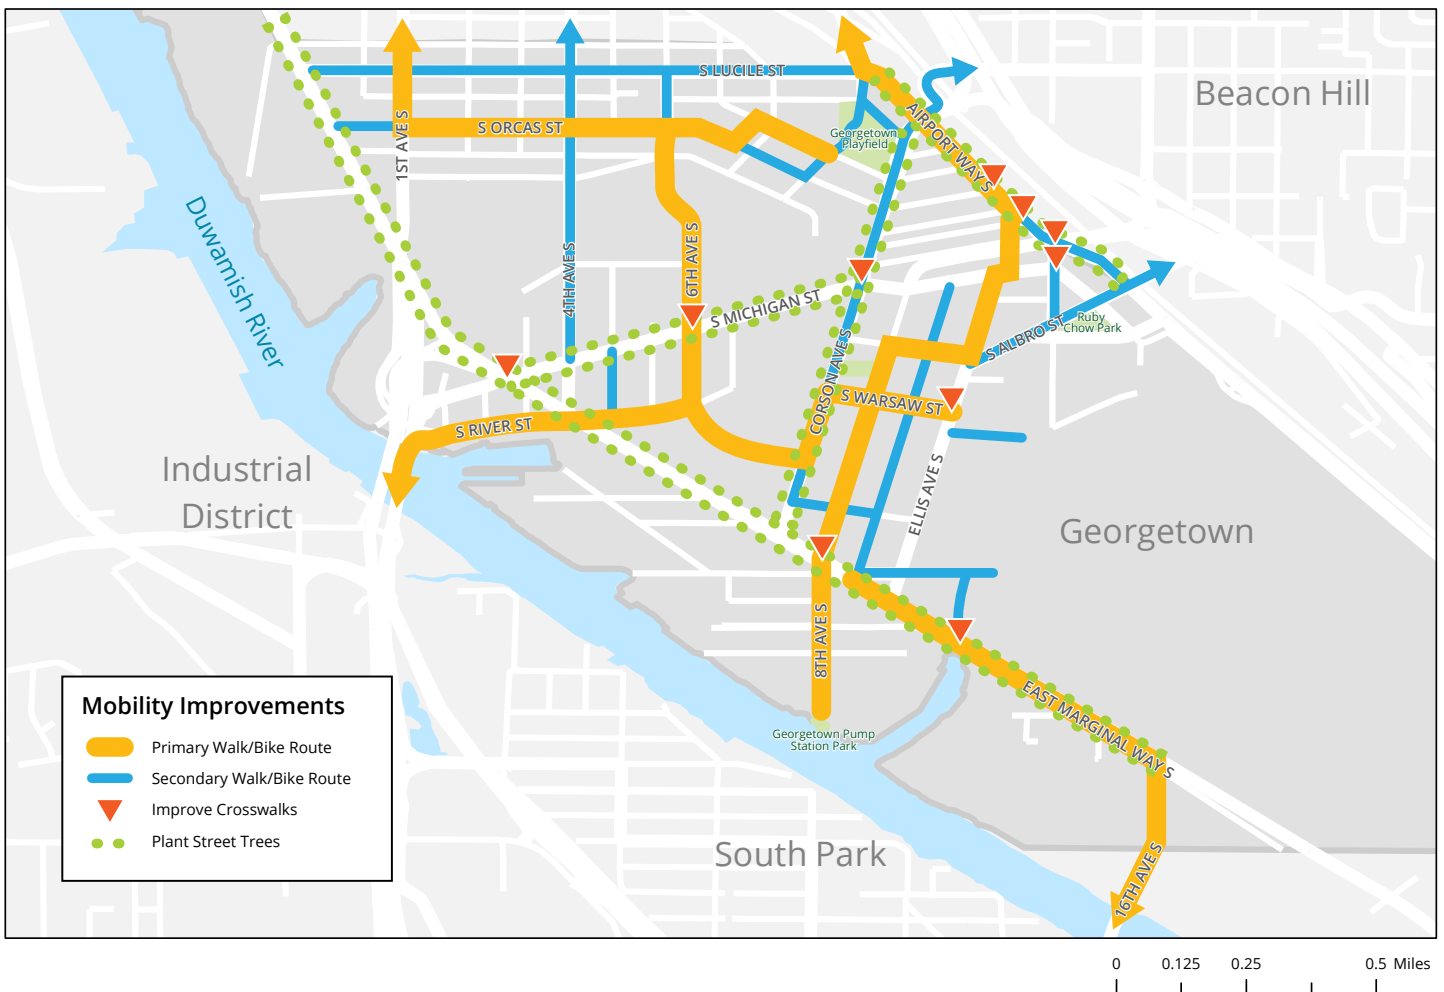 Beacon Hill
S LUCILE ST
AIRPORT WAY S
1ST AVE S
S ORCAS ST
Georgetown
Playfield
Duwamish River
4TH AVE S
6TH AVE S
S MICHIGAN ST
CORSON AVE S
S ALBRO ST
Ruby
Chow Park
S WARSAW ST
S RIVER ST
ELLIS AVE S
Industrial
District
Georgetown
8TH AVE S
EAST MARGINAL WAY S
Georgetown Pump
Station Park
South Park
16TH AVE S
Mobility Improvements
Primary Walk/Bike Route
Secondary Walk/Bike Route
Improve Crosswalks
Plant Street Trees
0 0.125 0.25 0.5 Miles